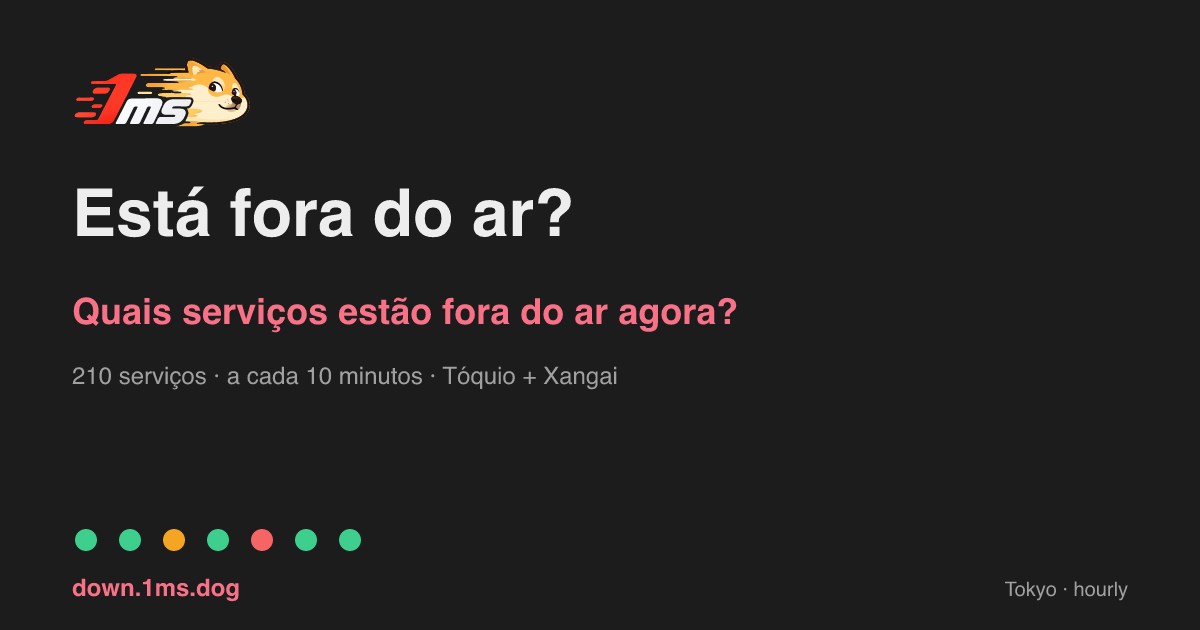 1ms
Está fora do ar?
Quais serviços estão fora do ar agora?
210 serviços · a cada 10 minutos · Tóquio + Xangai
down.1ms.dog
Tokyo · hourly